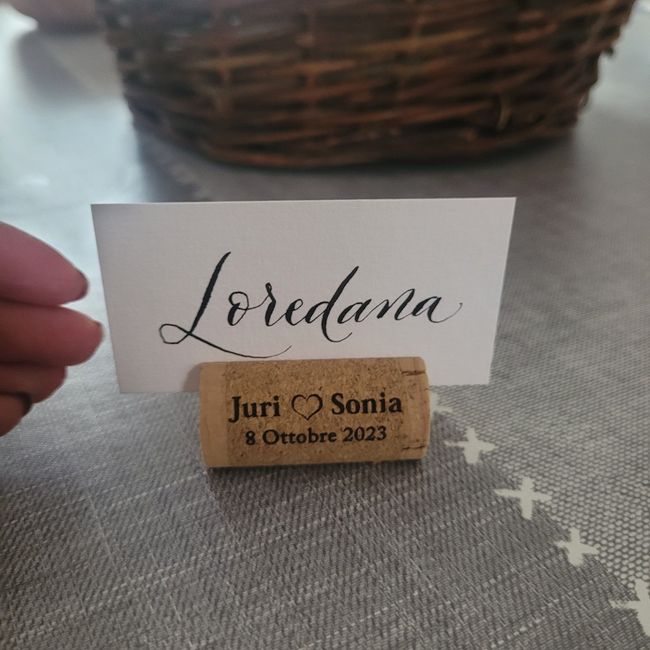 Loredana
Juri ♡ Sonia
8 Ottobre 2023